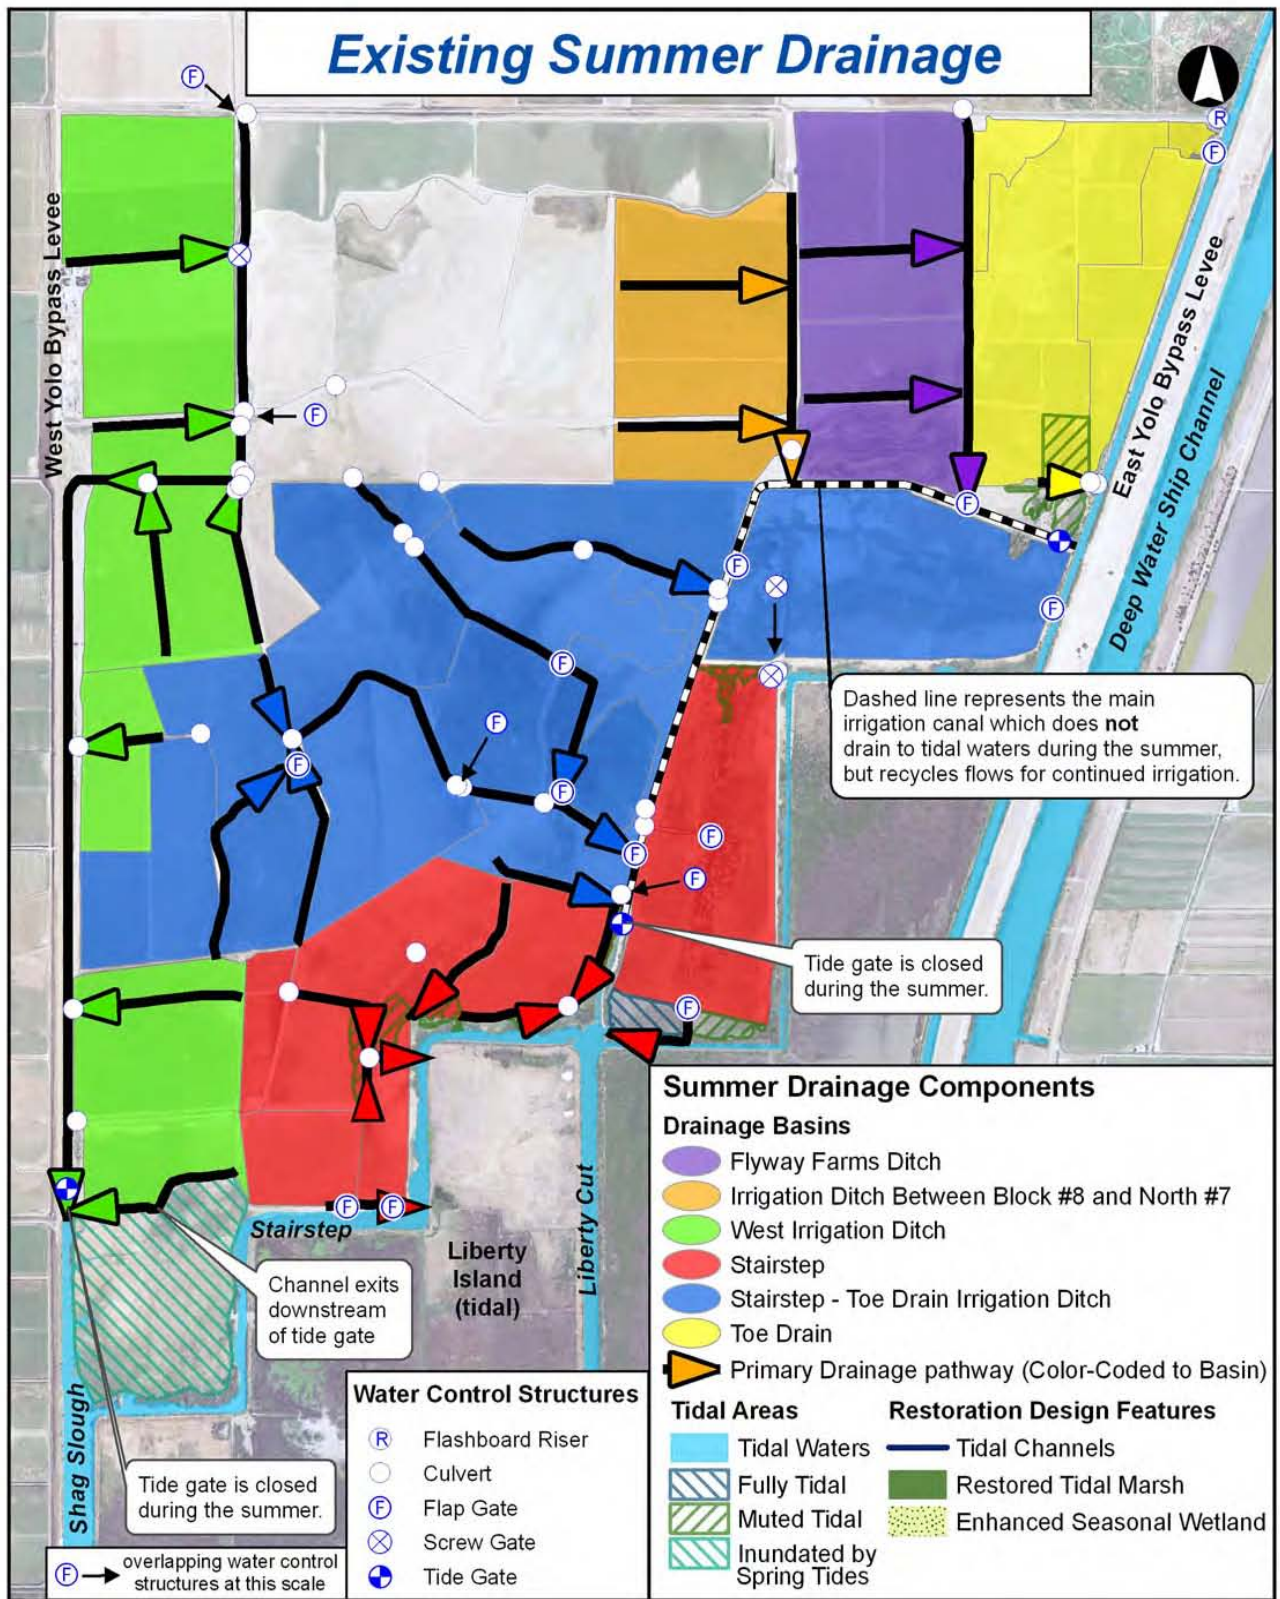 Existing Summer Drainage
F
R
F
West Yolo Bypass Levee
East Yolo Bypass Levee
Deep Water Ship Channel
F
F
F
F
F
F
F
F
F
F
F
F
F
Dashed line represents the main
irrigation canal which does not
drain to tidal waters during the summer,
but recycles flows for continued irrigation.
Tide gate is closed
during the summer.
F
F
Stairstep
Liberty
Island
(tidal)
Liberty Cut
Channel exits
downstream
of tide gate
Shag Slough
Tide gate is closed
during the summer.
F overlapping water control
structures at this scale
Water Control Structures
R Flashboard Riser
Culvert
F Flap Gate
Screw Gate
Tide Gate
Summer Drainage Components
Drainage Basins
Flyway Farms Ditch
Irrigation Ditch Between Block #8 and North #7
West Irrigation Ditch
Stairstep
Stairstep - Toe Drain Irrigation Ditch
Toe Drain
Primary Drainage pathway (Color-Coded to Basin)
Tidal Areas
Tidal Waters
Fully Tidal
Muted Tidal
Inundated by
Spring Tides
Restoration Design Features
Tidal Channels
Restored Tidal Marsh
Enhanced Seasonal Wetland